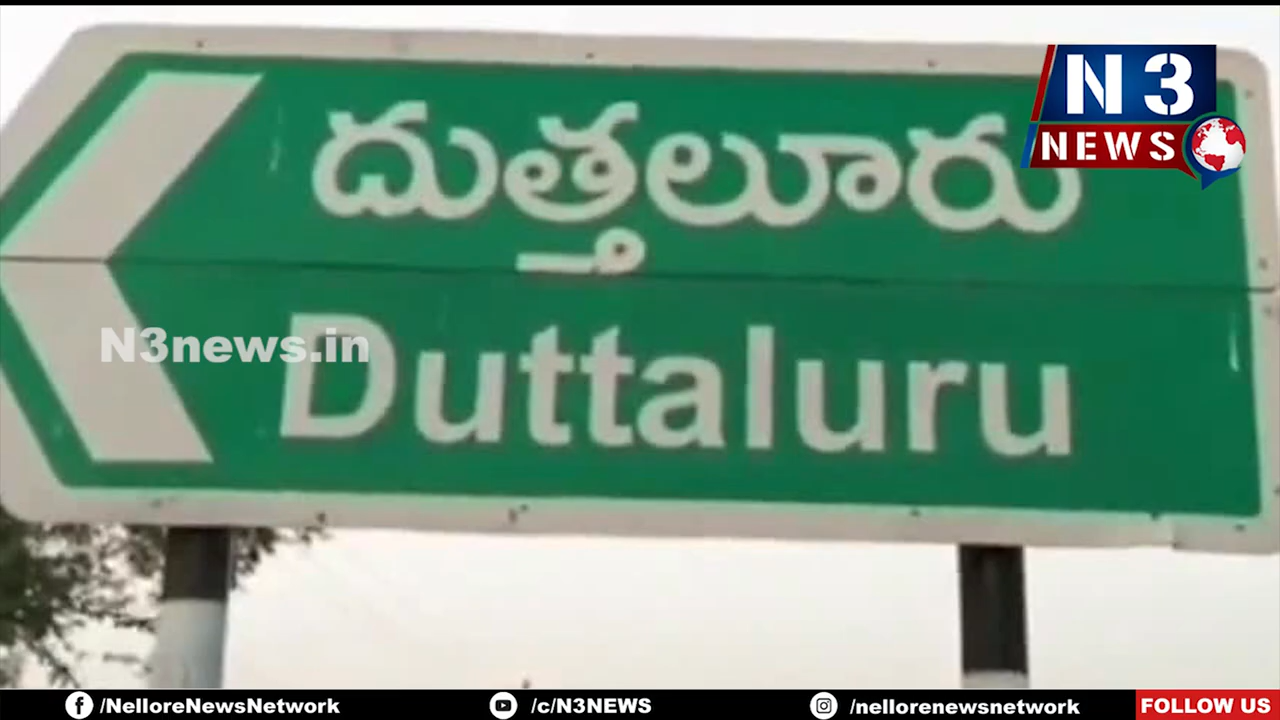 N 3
NEWS
దుత్తలూరు
N3news.in
Duttaluru
/NelloreNewsNetwork
/c/N3NEWS
/nellorenewsnetwork
FOLLOW US